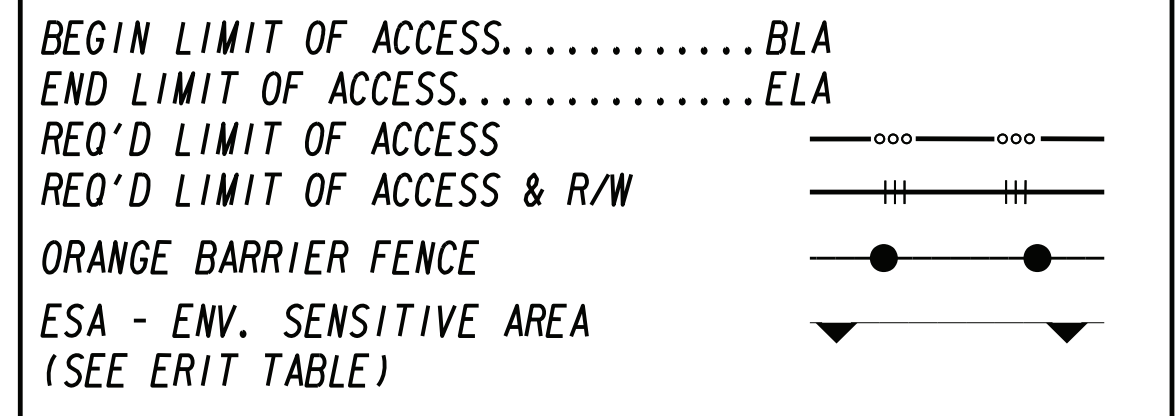 BEGIN LIMIT OF ACCESS............BLA
END LIMIT OF ACCESS..............ELA
REQ'D LIMIT OF ACCESS
REQ'D LIMIT OF ACCESS & R/W
ORANGE BARRIER FENCE
ESA - ENV. SENSITIVE AREA
(SEE ERIT TABLE)